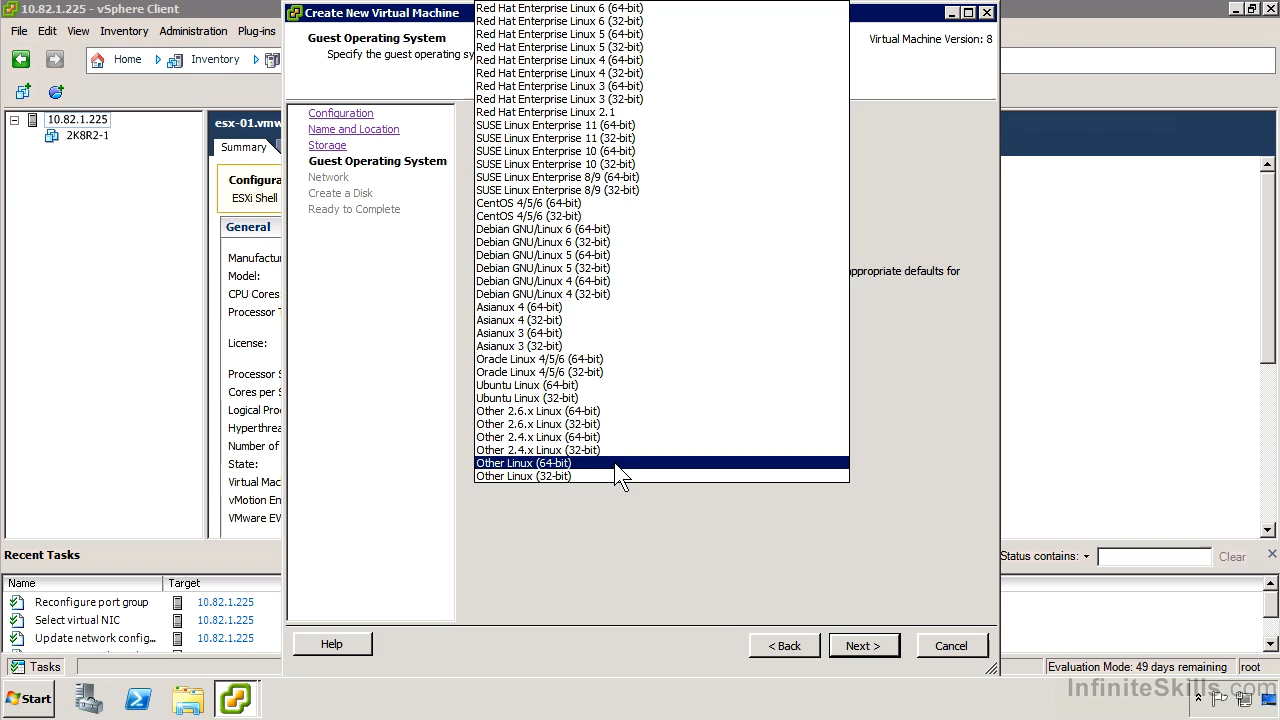 10.82.1.225 - vSphere Client
File Edit View Inventory Administration Plug-ins
Home Inventory
10.82.1.225
2K8R2-1
esx-01.vmw
Summary
Configura
ESXi Shell
General
Manufactu
Model:
CPU Cores
Processor T
License:
Processor S
Cores per S
Logical Pro
Hyperthrea
Number of
State:
Virtual Mac
vMotion En
VMware EV
Create New Virtual Machine
Guest Operating System
Specify the guest operating sy
Virtual Machine Version: 8
Configuration
Name and Location
Storage
Guest Operating System
Network
Create a Disk
Ready to Complete
Red Hat Enterprise Linux 6 (64-bit)
Red Hat Enterprise Linux 6 (32-bit)
Red Hat Enterprise Linux 5 (64-bit)
Red Hat Enterprise Linux 5 (32-bit)
Red Hat Enterprise Linux 4 (64-bit)
Red Hat Enterprise Linux 4 (32-bit)
Red Hat Enterprise Linux 3 (64-bit)
Red Hat Enterprise Linux 3 (32-bit)
Red Hat Enterprise Linux 2.1
SUSE Linux Enterprise 11 (64-bit)
SUSE Linux Enterprise 11 (32-bit)
SUSE Linux Enterprise 10 (64-bit)
SUSE Linux Enterprise 10 (32-bit)
SUSE Linux Enterprise 8/9 (64-bit)
SUSE Linux Enterprise 8/9 (32-bit)
CentOS 4/5/6 (64-bit)
CentOS 4/5/6 (32-bit)
Debian GNU/Linux 6 (64-bit)
Debian GNU/Linux 6 (32-bit)
Debian GNU/Linux 5 (64-bit)
Debian GNU/Linux 5 (32-bit)
Debian GNU/Linux 4 (64-bit)
Debian GNU/Linux 4 (32-bit)
Asianux 4 (64-bit)
Asianux 4 (32-bit)
Asianux 3 (64-bit)
Asianux 3 (32-bit)
Oracle Linux 4/5/6 (64-bit)
Oracle Linux 4/5/6 (32-bit)
Ubuntu Linux (64-bit)
Ubuntu Linux (32-bit)
Other 2.6.x Linux (64-bit)
Other 2.6.x Linux (32-bit)
Other 2.4.x Linux (64-bit)
Other 2.4.x Linux (32-bit)
Other Linux (64-bit)
Other Linux (32-bit)
appropriate defaults for
Help < Back Next > Cancel
Recent Tasks
Status contains: Clear
Name Target
Reconfigure port group 10.82.1.225
Select virtual NIC 10.82.1.225
Update network config... 10.82.1.225
Tasks Evaluation Mode: 49 days remaining root
Start
InfiniteSkills.com